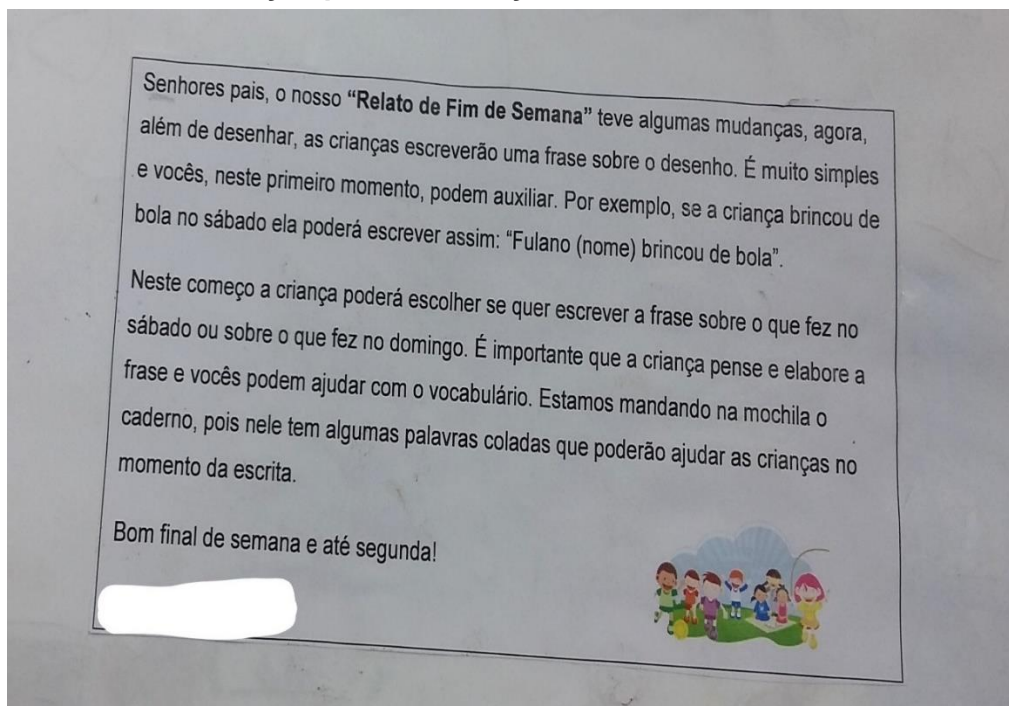 Senhores pais, o nosso “Relato de Fim de Semana” teve algumas mudanças, agora,
além de desenhar, as crianças escreverão uma frase sobre o desenho. É muito simples
e vocês, neste primeiro momento, podem auxiliar. Por exemplo, se a criança brincou de
bola no sábado ela poderá escrever assim: “Fulano (nome) brincou de bola”.
Neste começo a criança poderá escolher se quer escrever a frase sobre o que fez no
sábado ou sobre o que fez no domingo. É importante que a criança pense e elabore a
frase e vocês podem ajudar com o vocabulário. Estamos mandando na mochila o
caderno, pois nele tem algumas palavras coladas que poderão ajudar as crianças no
momento da escrita.
Bom final de semana e até segunda!